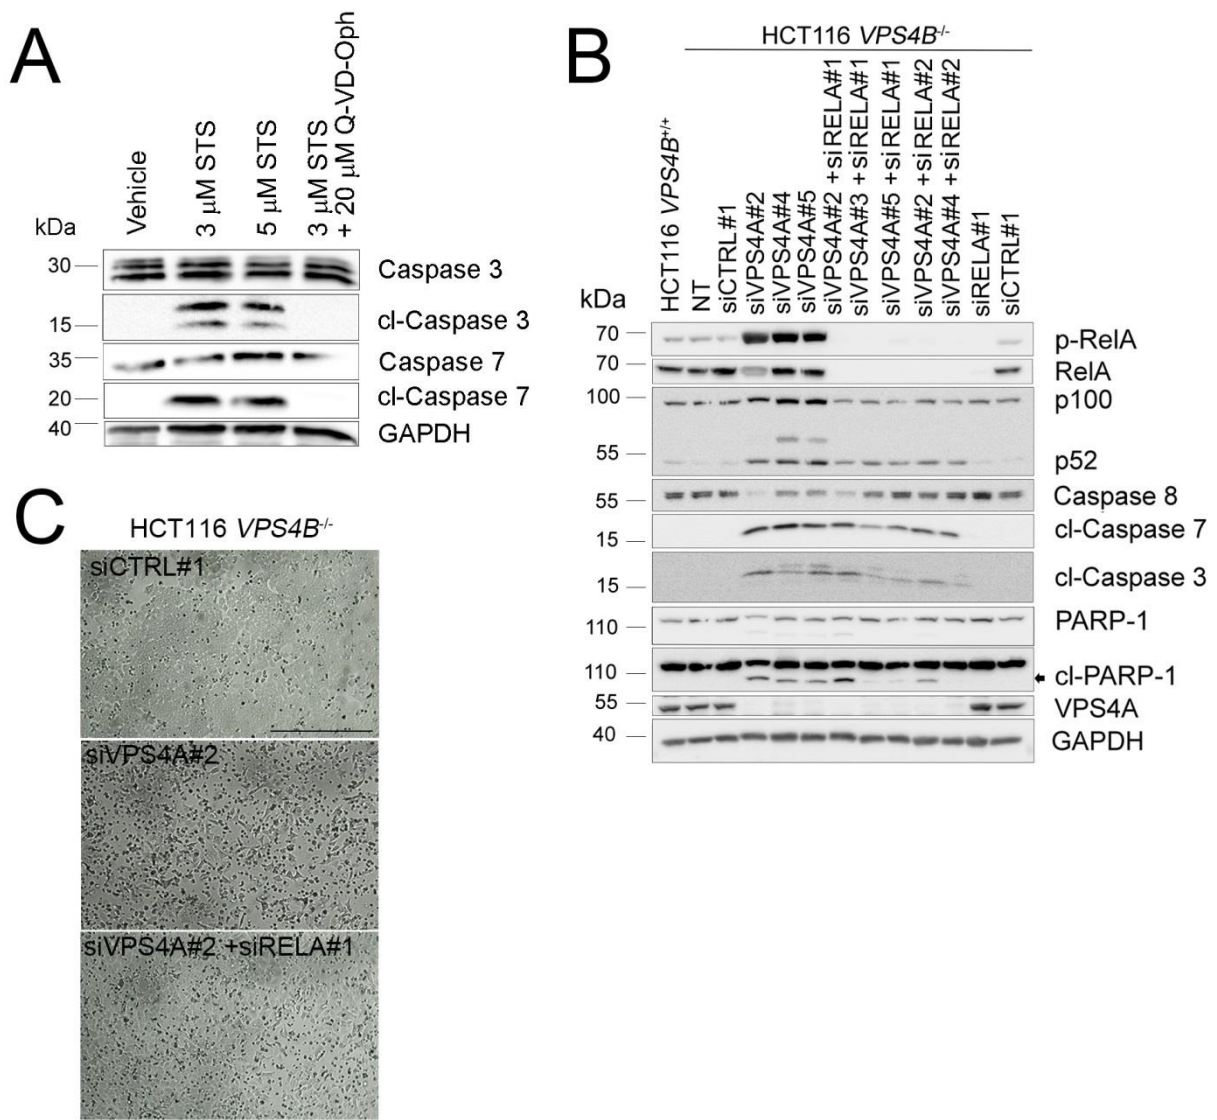 A
Vehicle
3 µM STS
5 µM STS
3 µM STS
+ 20 µM Q-VD-Oph
kDa
30
Caspase 3
15
cl-Caspase 3
35
Caspase 7
20
cl-Caspase 7
40
GAPDH
B
HCT116 VPS4B-/-
HCT116 VPS4B+/+
NT
siCTRL#1
siVPS4A#2
siVPS4A#4
siVPS4A#5
siVPS4A#2 +siRELA#1
siVPS4A#3 +siRELA#1
siVPS4A#5 +siRELA#1
siVPS4A#2 +siRELA#2
siVPS4A#4 +siRELA#2
siRELA#1
siCTRL#1
kDa
70
p-RelA
70
RelA
100
p100
55
p52
55
Caspase 8
15
cl-Caspase 7
15
cl-Caspase 3
110
PARP-1
110
cl-PARP-1
55
VPS4A
40
GAPDH
C
HCT116 VPS4B-/-
siCTRL#1
siVPS4A#2
siVPS4A#2 +siRELA#1